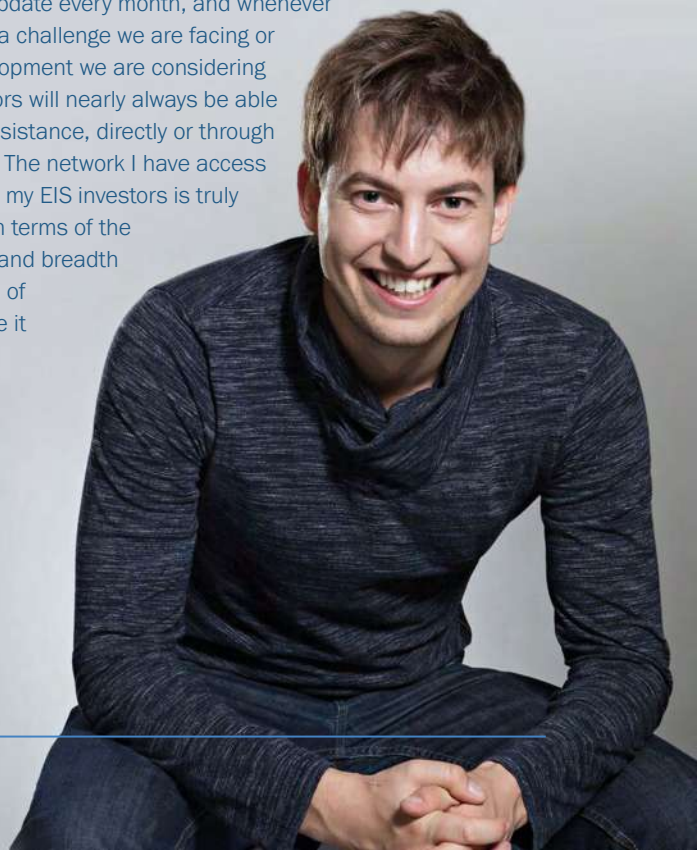 pdate every month, and whenever
a challenge we are facing or
opment we are considering
ors will nearly always be able
sistance, directly or through
The network I have access
my EIS investors is truly
n terms of the
and breadth
of
e it